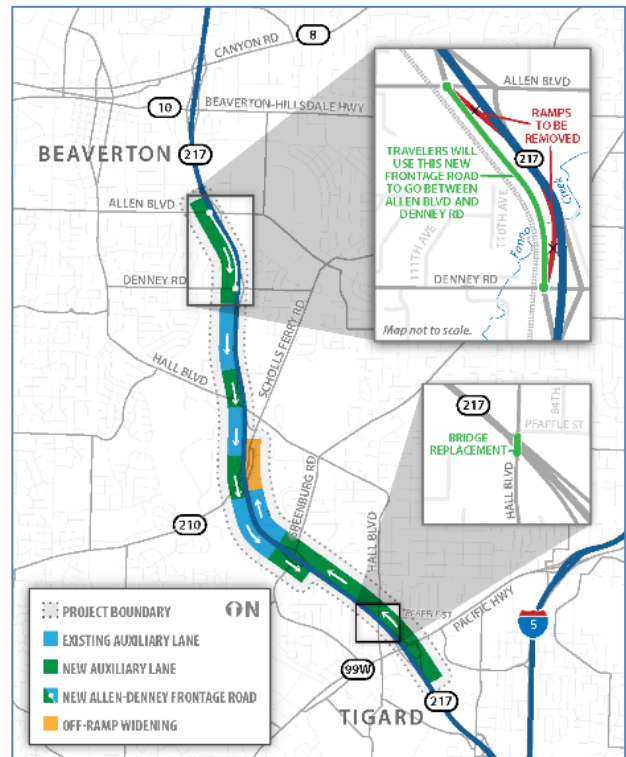 8
CANYON RD
10
BEAVERTON-HILLSDALE HWY
217
BEAVERTON
ALLEN BLVD
DENNEY RD
HALL BLVD
SCHOLLS FERRY RD
GREENBURG RD
210
HALL BLVD
PFAFFLE ST
PACIFIC HWY
99W
5
217
TIGARD
ALLEN BLVD
RAMPS
TO BE
REMOVED
217
TRAVELERS WILL
USE THIS NEW
FRONTAGE ROAD
TO GO BETWEEN
ALLEN BLVD AND
DENNEY RD
111TH AVE
110TH AVE
Fanno
Creek
DENNEY RD
Map not to scale.
217
84TH
PFAFFLE ST
BRIDGE
REPLACEMENT
HALL BLVD
PROJECT BOUNDARY
N
EXISTING AUXILIARY LANE
NEW AUXILIARY LANE
NEW ALLEN-DENNEY FRONTAGE ROAD
OFF-RAMP WIDENING